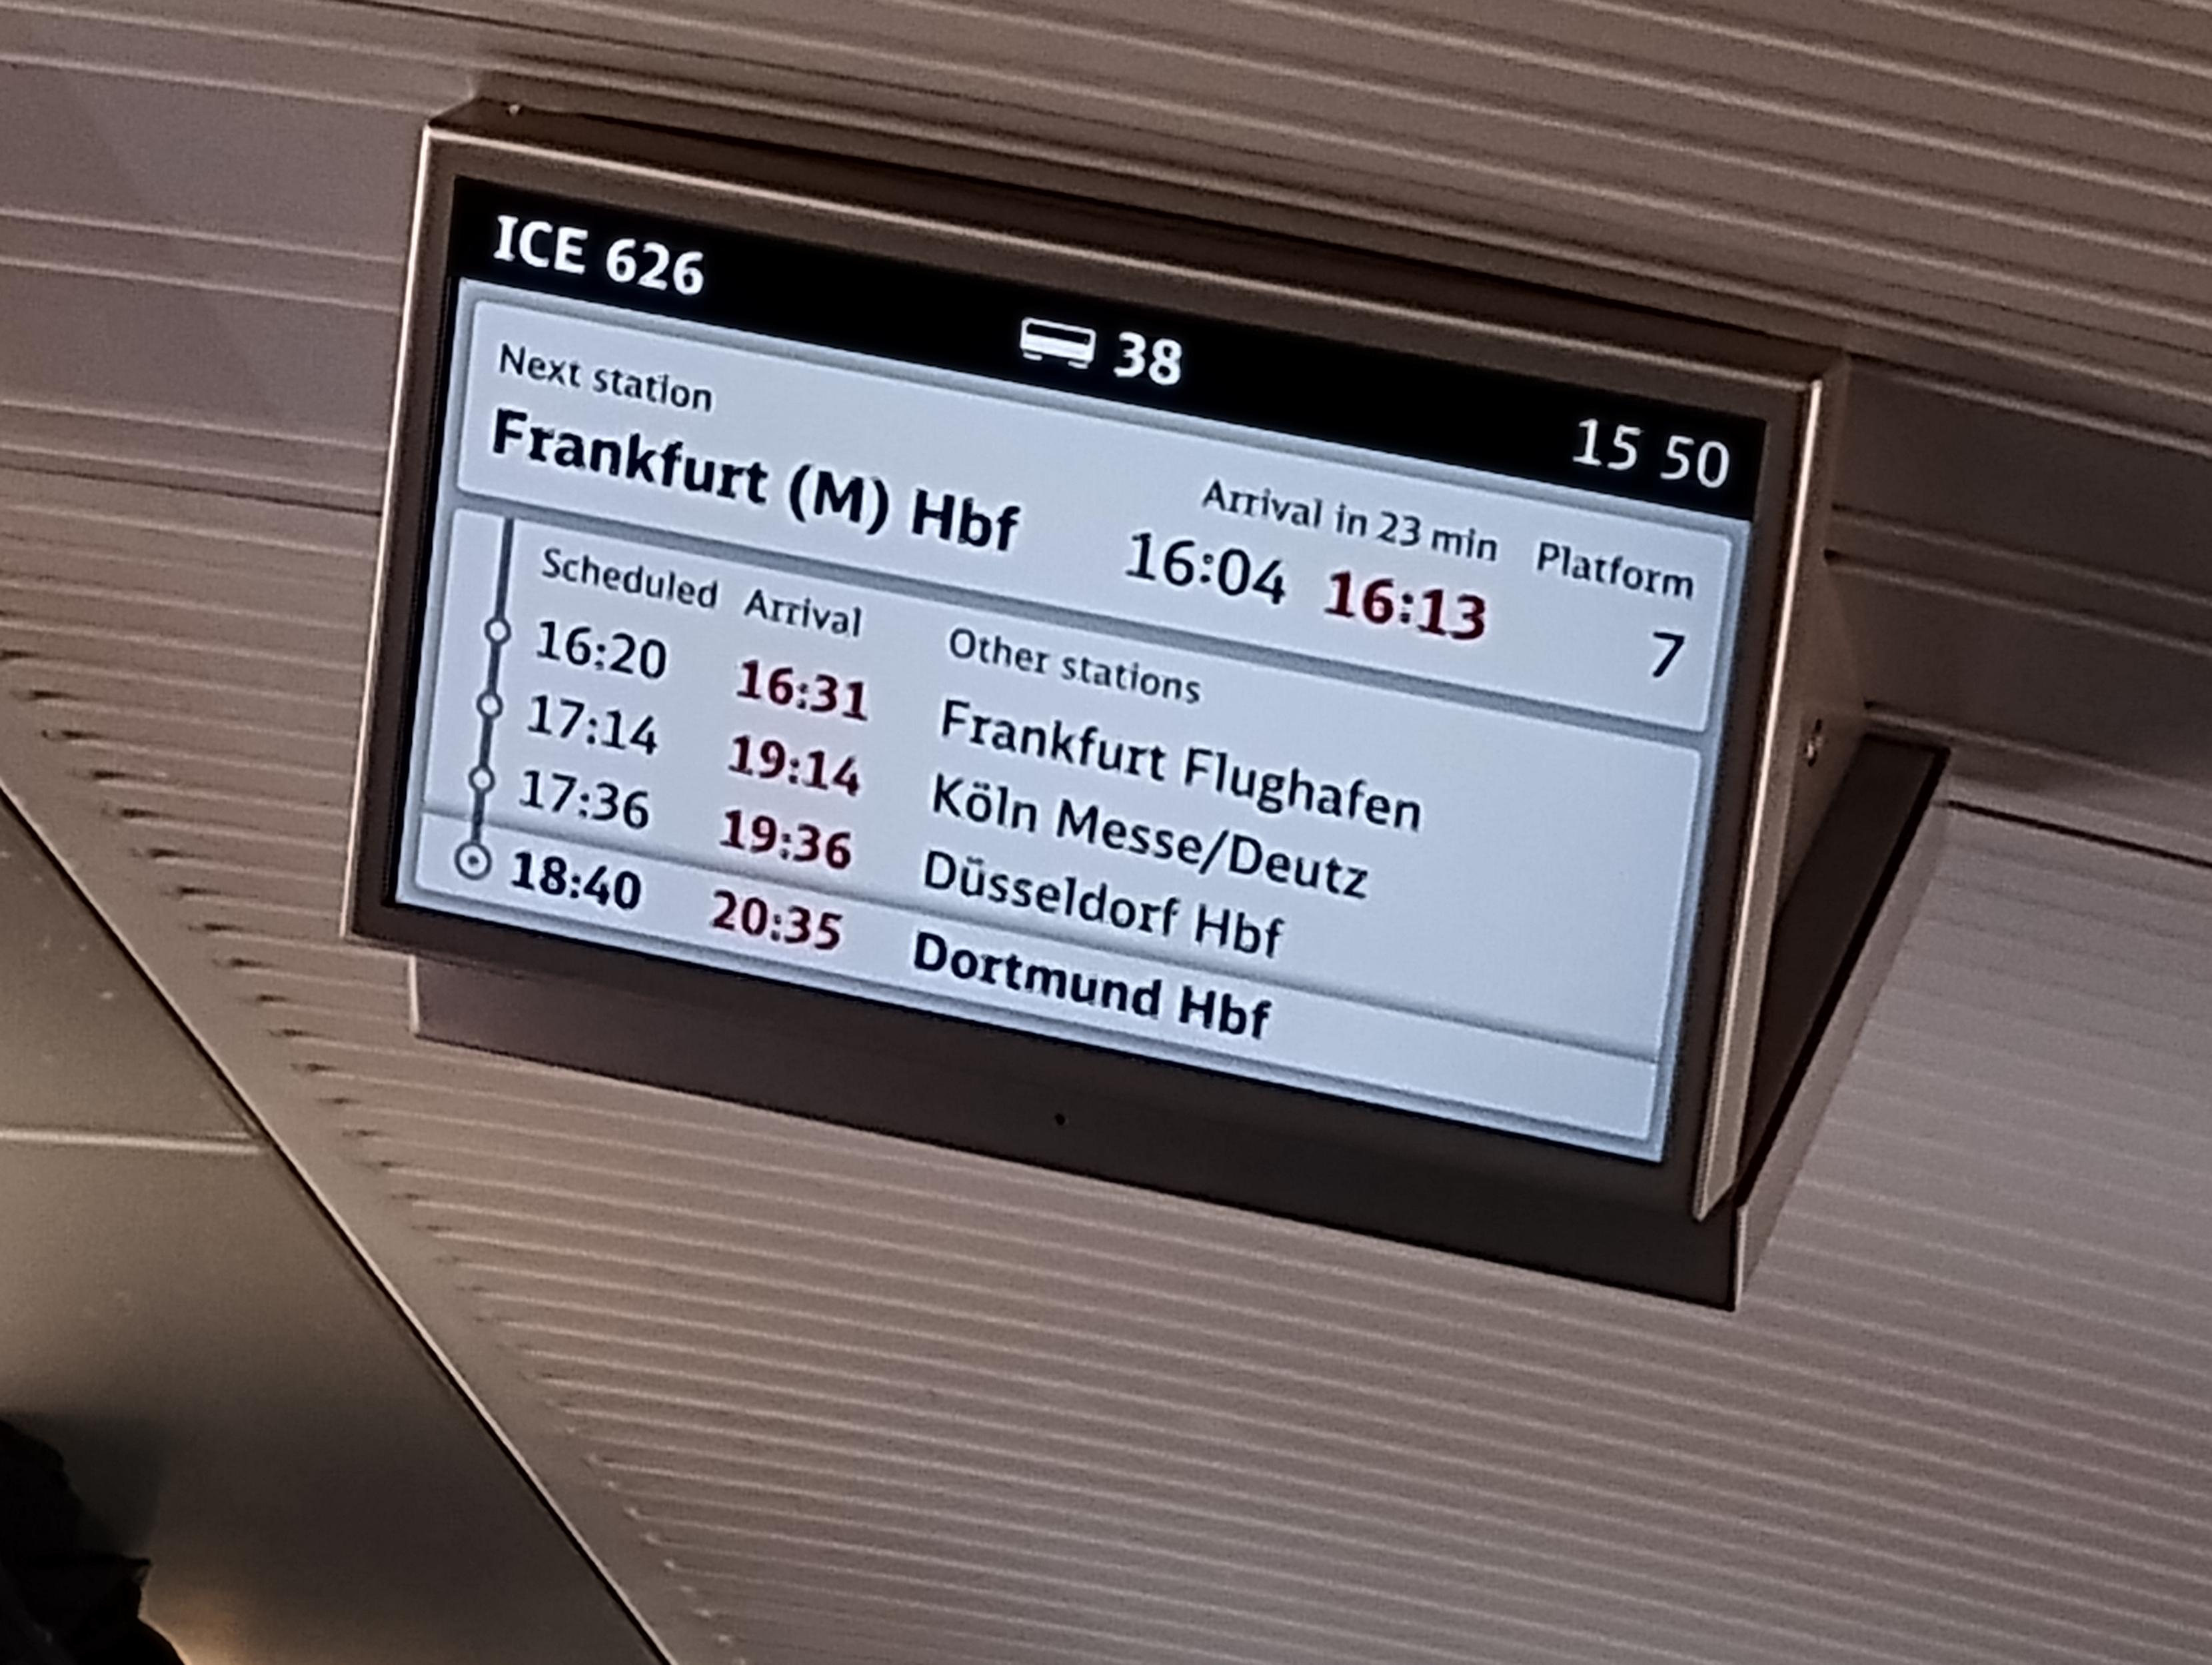 ICE 626 38 15 50
Next station Arrival in 23 min Platform
Frankfurt (M) Hbf 16:04 16:13 7
Scheduled Arrival Other stations
16:20 16:31 Frankfurt Flughafen
17:14 19:14 Köln Messe/Deutz
17:36 19:36 Düsseldorf Hbf
18:40 20:35 Dortmund Hbf